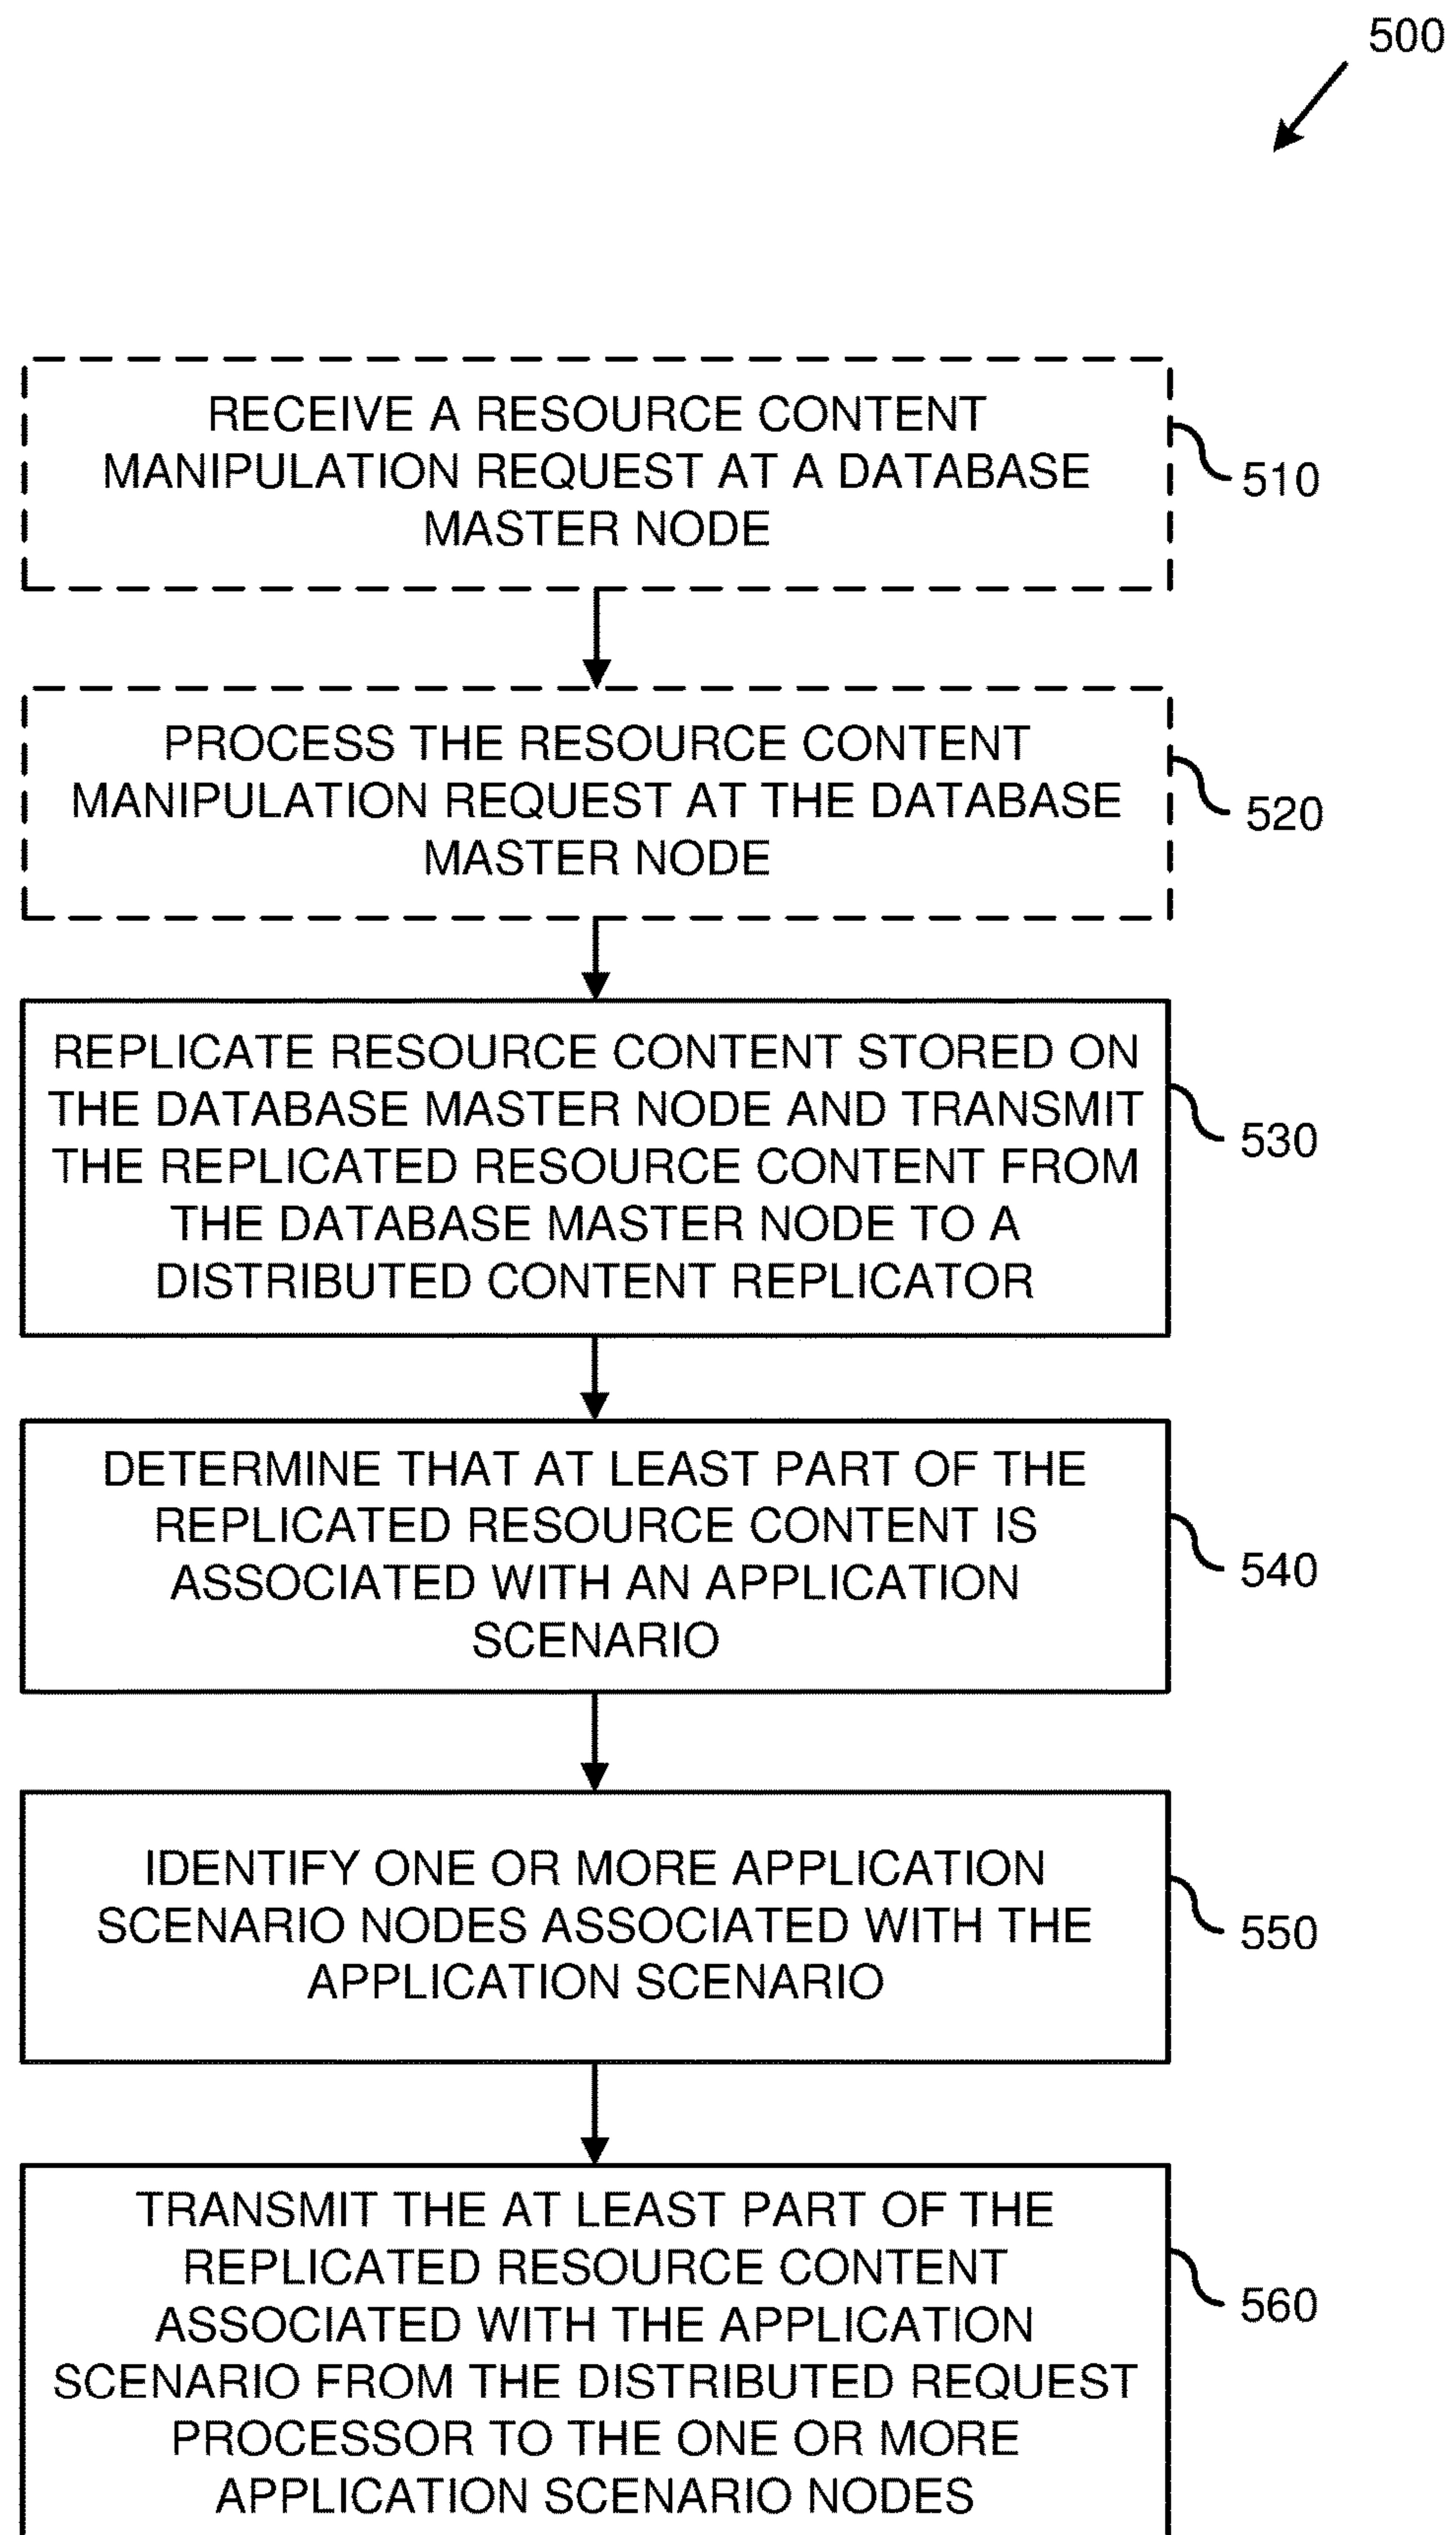 500
RECEIVE A RESOURCE CONTENT
MANIPULATION REQUEST AT A DATABASE
MASTER NODE
510
PROCESS THE RESOURCE CONTENT
MANIPULATION REQUEST AT THE DATABASE
MASTER NODE
520
REPLICATE RESOURCE CONTENT STORED ON
THE DATABASE MASTER NODE AND TRANSMIT
THE REPLICATED RESOURCE CONTENT FROM
THE DATABASE MASTER NODE TO A
DISTRIBUTED CONTENT REPLICATOR
530
DETERMINE THAT AT LEAST PART OF THE
REPLICATED RESOURCE CONTENT IS
ASSOCIATED WITH AN APPLICATION
SCENARIO
540
IDENTIFY ONE OR MORE APPLICATION
SCENARIO NODES ASSOCIATED WITH THE
APPLICATION SCENARIO
550
TRANSMIT THE AT LEAST PART OF THE
REPLICATED RESOURCE CONTENT
ASSOCIATED WITH THE APPLICATION
SCENARIO FROM THE DISTRIBUTED REQUEST
PROCESSOR TO THE ONE OR MORE
APPLICATION SCENARIO NODES
560